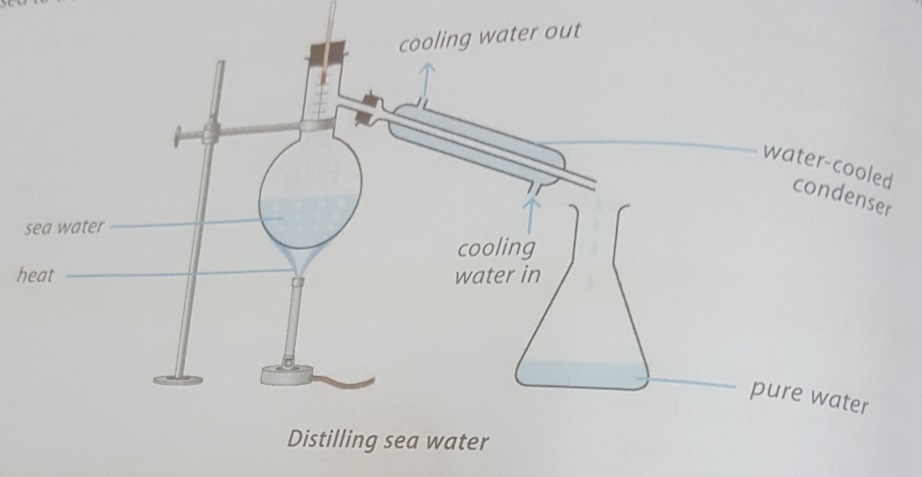 cooling water out
water-cooled
condenser
sea water
cooling
water in
heat
pure water
Distilling sea water